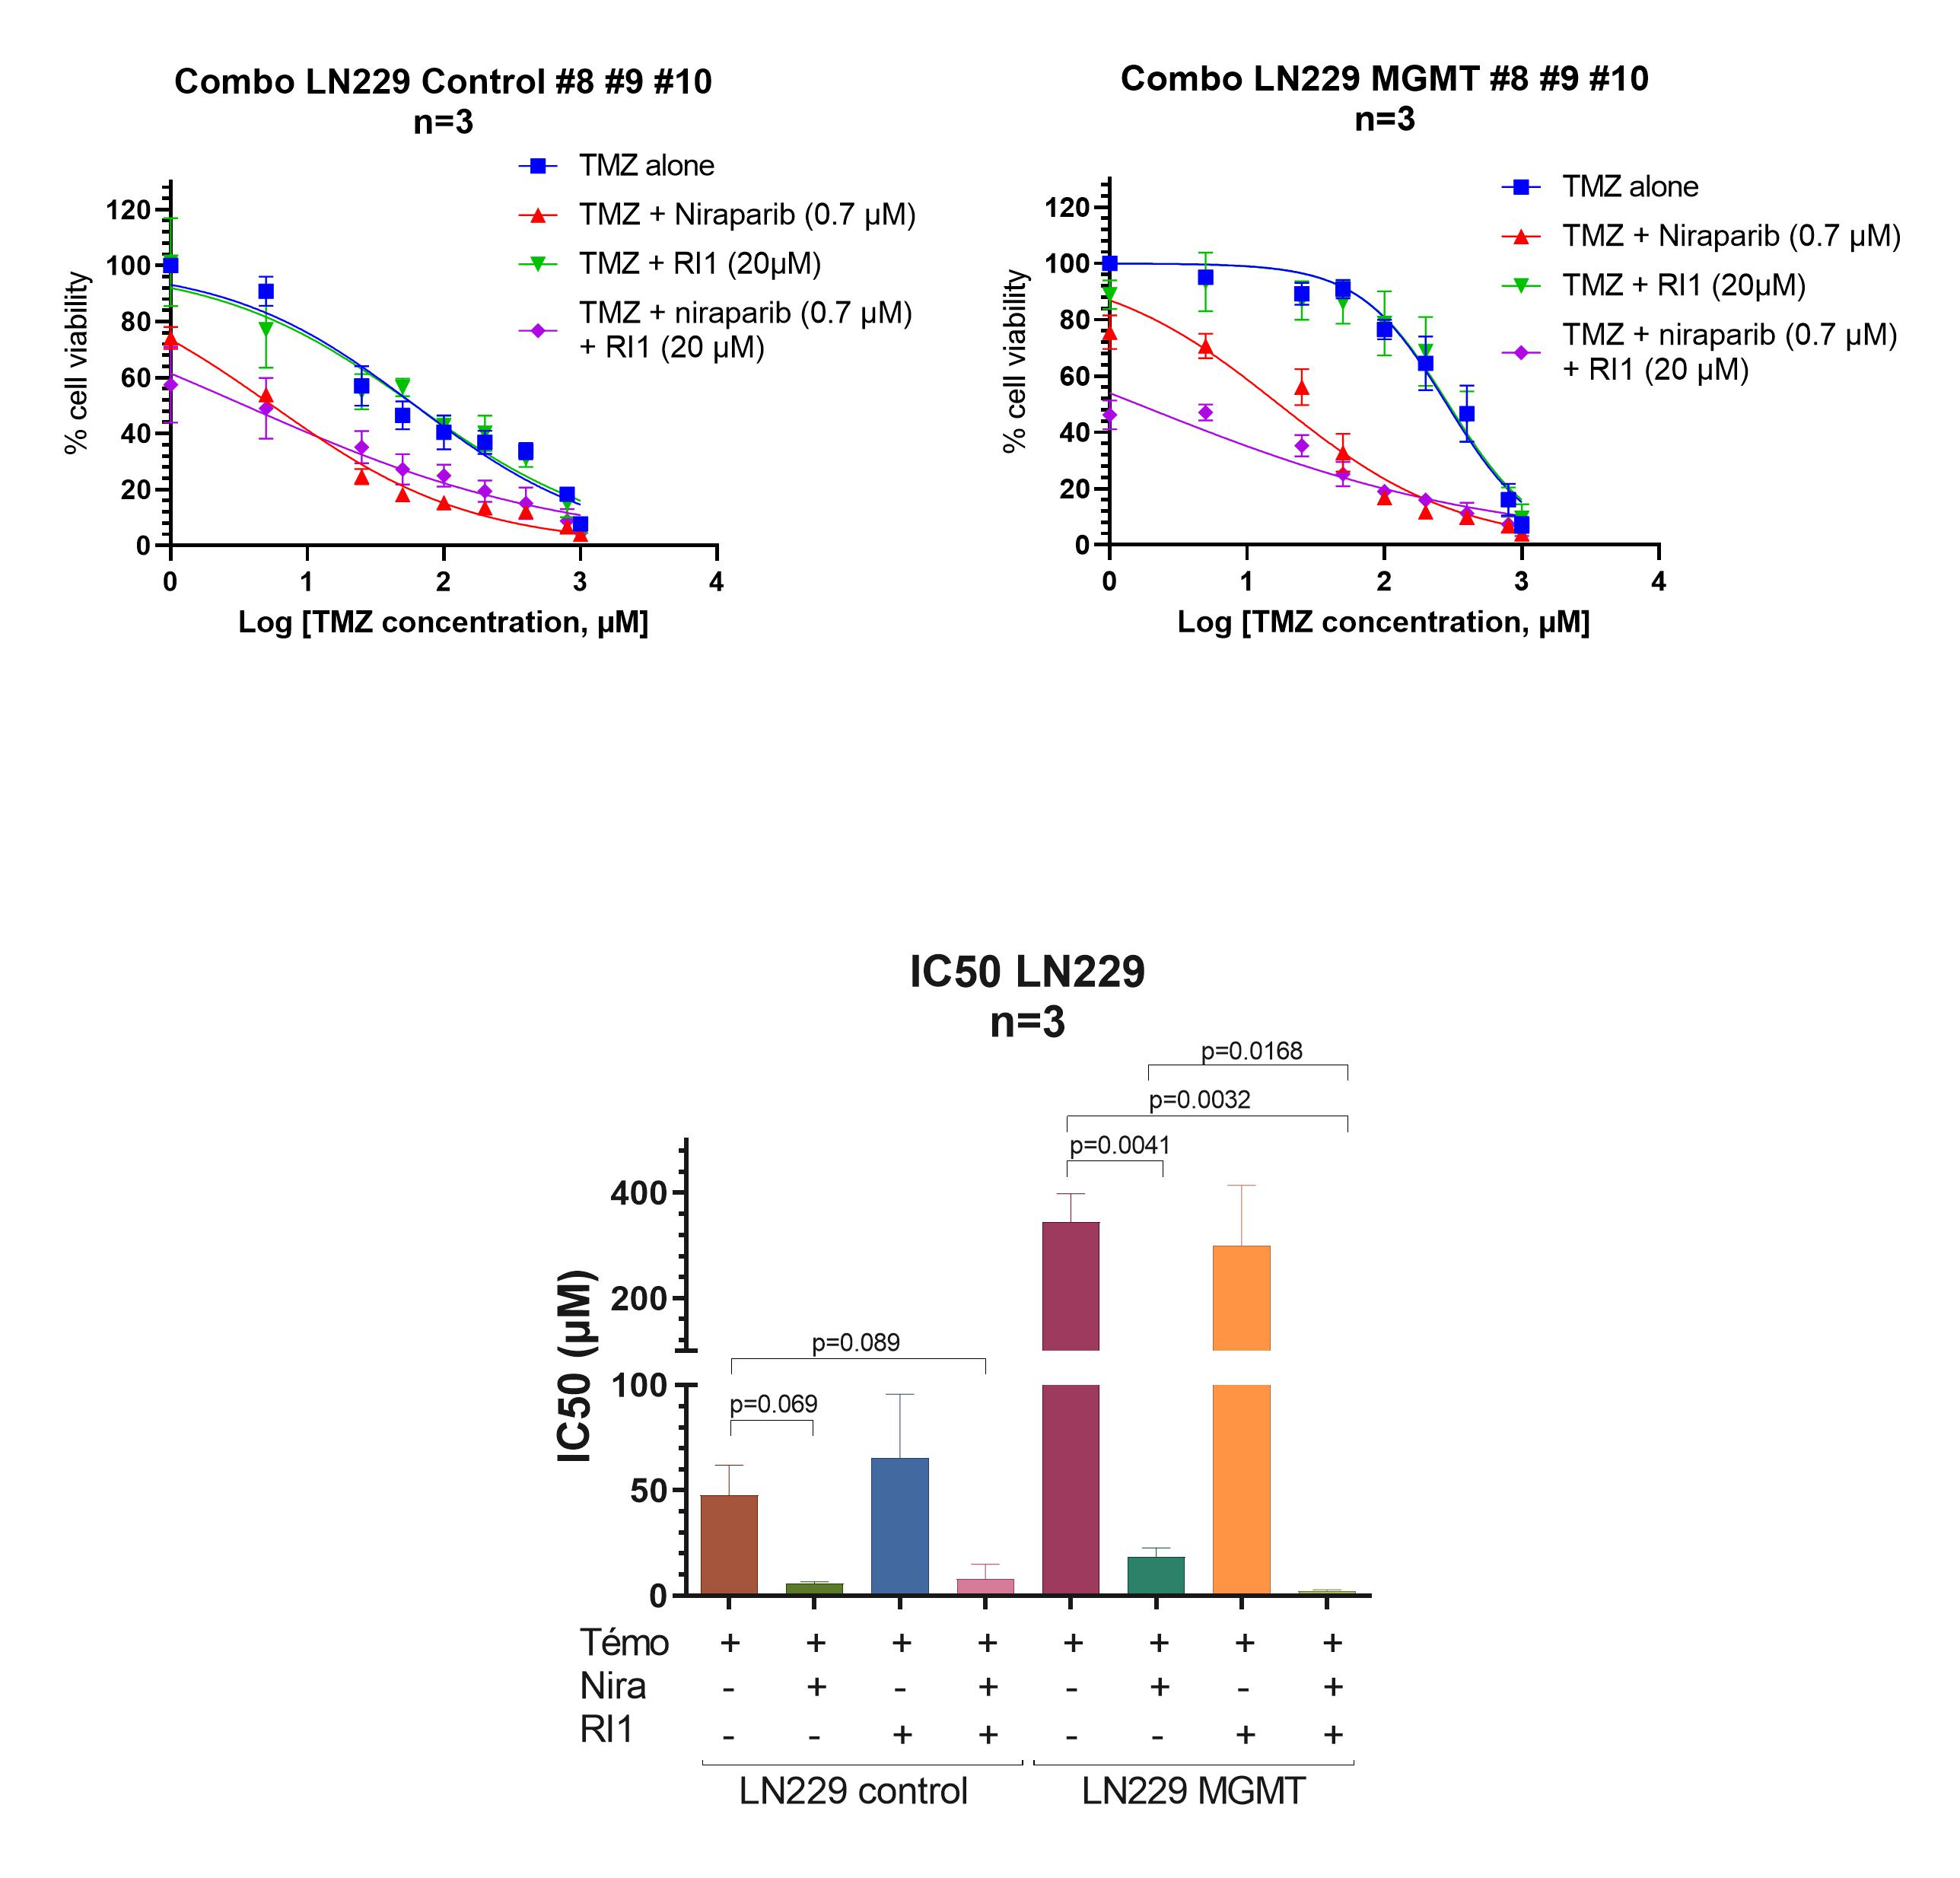 Combo LN229 Control #8 #9 #10
n=3
TMZ alone
TMZ + Niraparib (0.7 µM)
TMZ + RI1 (20µM)
TMZ + niraparib (0.7 µM)
+ RI1 (20 µM)
% cell viability
120
100
80
60
40
20
0
0 1 2 3 4
Log [TMZ concentration, µM]
Combo LN229 MGMT #8 #9 #10
n=3
TMZ alone
TMZ + Niraparib (0.7 µM)
TMZ + RI1 (20µM)
TMZ + niraparib (0.7 µM)
+ RI1 (20 µM)
% cell viability
120
100
80
60
40
20
0
0 1 2 3 4
Log [TMZ concentration, µM]
IC50 LN229
n=3
p=0.0168
p=0.0032
p=0.0041
p=0.089
p=0.069
IC50 (µM)
400
200
100
50
0
Témo + + + + + + + +
Nira - + - + - + - +
RI1 - - + + - - + +
LN229 control LN229 MGMT